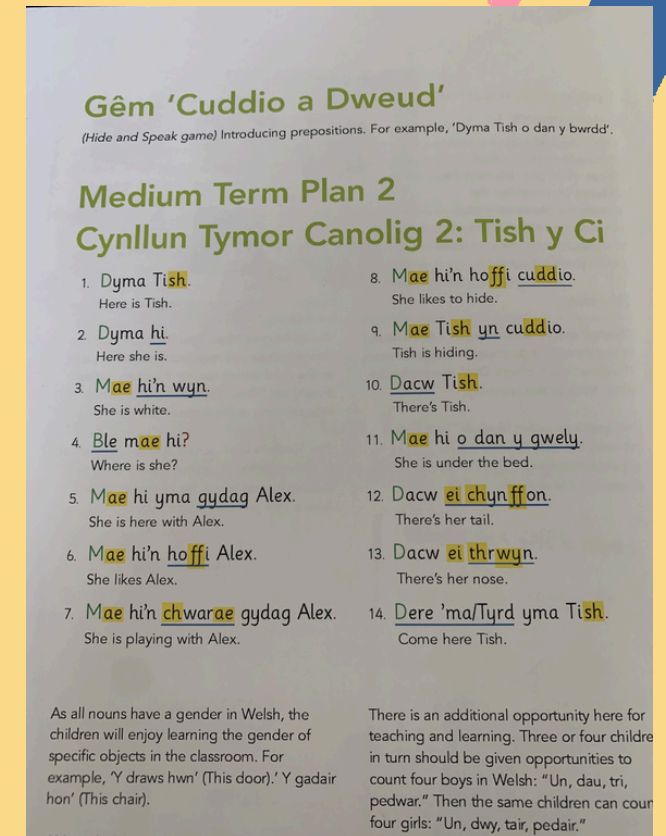 Gêm ‘Cuddio a Dweud’
(Hide and Speak game) Introducing prepositions. For example, ‘Dyma Tish o dan y bwrdd’.
Medium Term Plan 2
Cynllun Tymor Canolig 2: Tish y Ci
1. Dyma Tish.
Here is Tish.
2. Dyma hi.
Here she is.
3. Mae hi’n wyn.
She is white.
4. Ble mae hi?
Where is she?
5. Mae hi yma gydag Alex.
She is here with Alex.
6. Mae hi’n hoffi Alex.
She likes Alex.
7. Mae hi’n chwarae gydag Alex.
She is playing with Alex.
8. Mae hi’n hoffi cuddio.
She likes to hide.
9. Mae Tish yn cuddio.
Tish is hiding.
10. Dacw Tish.
There’s Tish.
11. Mae hi o dan y gwely.
She is under the bed.
12. Dacw ei chynffon.
There’s her tail.
13. Dacw ei thrwyn.
There’s her nose.
14. Dere ’ma/Tyrd yma Tish.
Come here Tish.
As all nouns have a gender in Welsh, the
children will enjoy learning the gender of
specific objects in the classroom. For
example, ‘Y draws hwn’ (This door).’ Y gadair
hon’ (This chair).
There is an additional opportunity here for
teaching and learning. Three or four childre
in turn should be given opportunities to
count four boys in Welsh: “Un, dau, tri,
pedwar.” Then the same children can coun
four girls: “Un, dwy, tair, pedair.”